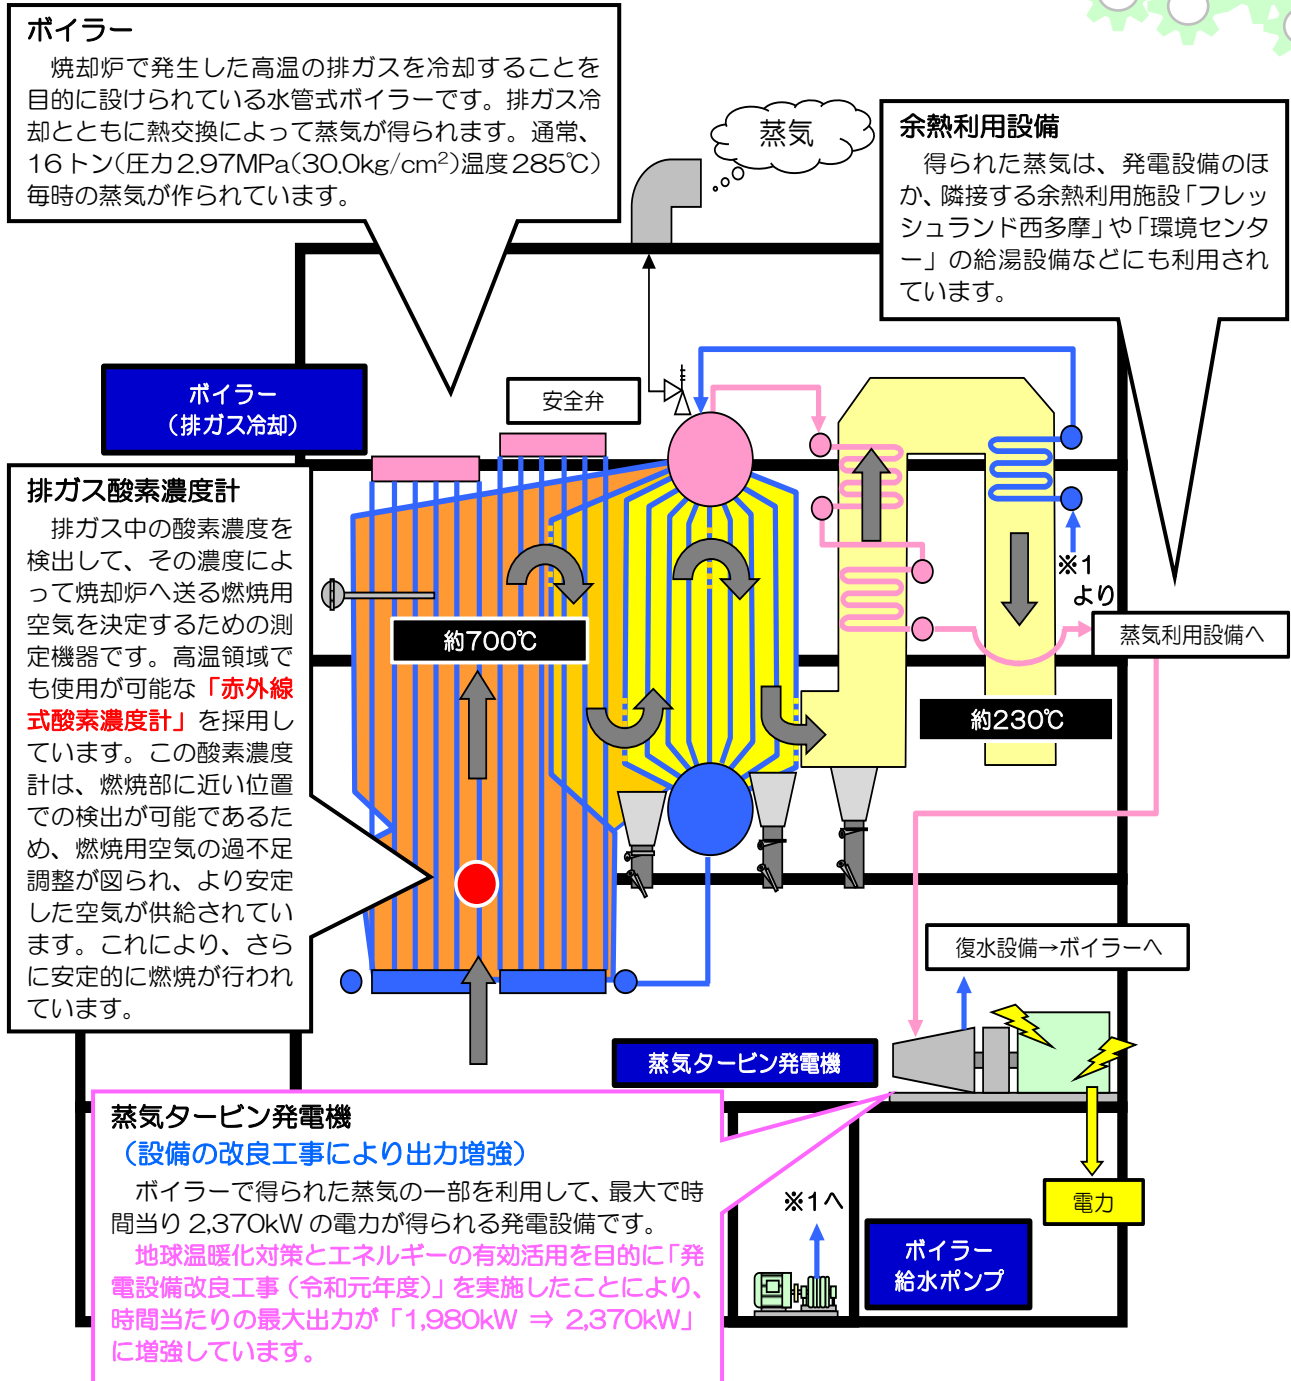 ボイラー
焼却炉で発生した高温の排ガスを冷却することを
目的に設けられている水管式ボイラーです。排ガス冷
却とともに熱交換によって蒸気が得られます。通常、
16トン(圧力2.97MPa(30.0kg/cm²)温度285℃)
毎時の蒸気が作られています。
蒸気
余熱利用設備
得られた蒸気は、発電設備のほ
か、隣接する余熱利用施設「フレッ
シュランド西多摩」や「環境センタ
ー」の給湯設備などにも利用され
ています。
ボイラー
（排ガス冷却）
安全弁
排ガス酸素濃度計
排ガス中の酸素濃度を
検出して、その濃度によ
って焼却炉へ送る燃焼用
空気を決定するための測
定機器です。高温領域で
も使用が可能な「赤外線
式酸素濃度計」を採用し
ています。この酸素濃度
計は、燃焼部に近い位置
での検出が可能であるた
め、燃焼用空気の過不足
調整が図られ、より安定
した空気が供給されてい
ます。これにより、さら
に安定的に燃焼が行われ
ています。
約700℃
※1
より
蒸気利用設備へ
約230℃
復水設備→ボイラーへ
蒸気タービン発電機
蒸気タービン発電機
（設備の改良工事により出力増強）
ボイラーで得られた蒸気の一部を利用して、最大で時
間当り2,370kWの電力が得られる発電設備です。
地球温暖化対策とエネルギーの有効活用を目的に「発
電設備改良工事（令和元年度）」を実施したことにより、
時間当たりの最大出力が「1,980kW ⇒ 2,370kW」
に増強しています。
※1へ
電力
ボイラー
給水ポンプ